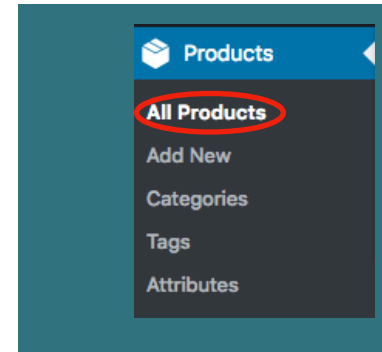 Products
All Products
Add New
Categories
Tags
Attributes